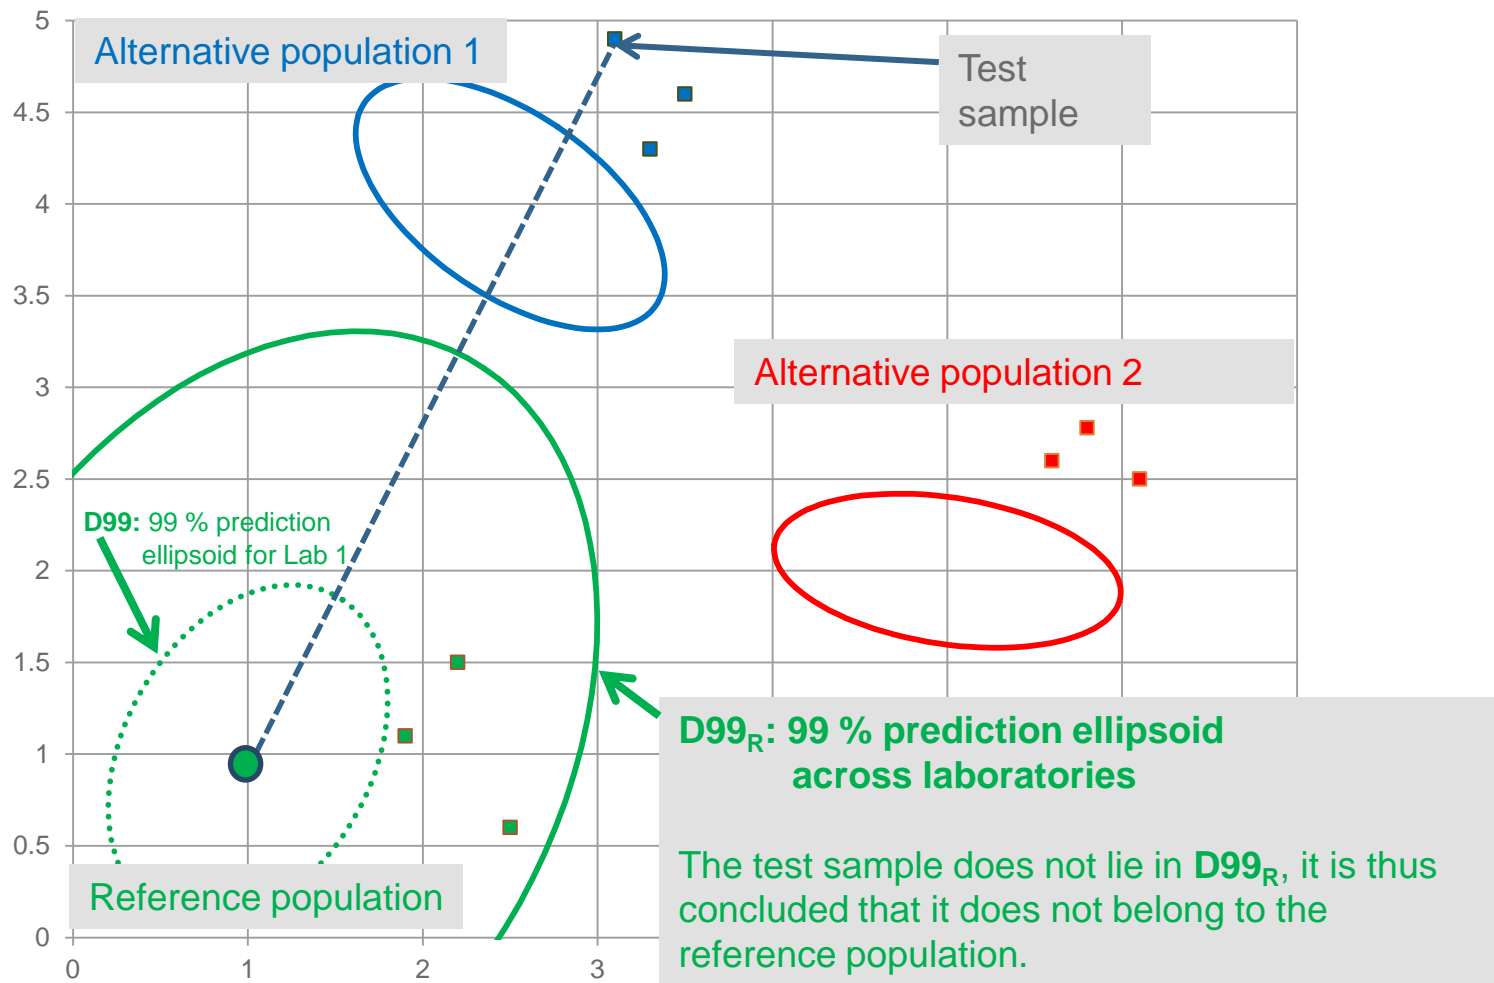 5
Alternative population 1
Test
sample
4.5
4
3.5
Alternative population 2
3
2.5
D99: 99 % prediction
ellipsoid for Lab 1
2
1.5
D99R: 99 % prediction ellipsoid
across laboratories
1
0.5
The test sample does not lie in D99R, it is thus
concluded that it does not belong to the
reference population.
Reference population
0
0 1 2 3